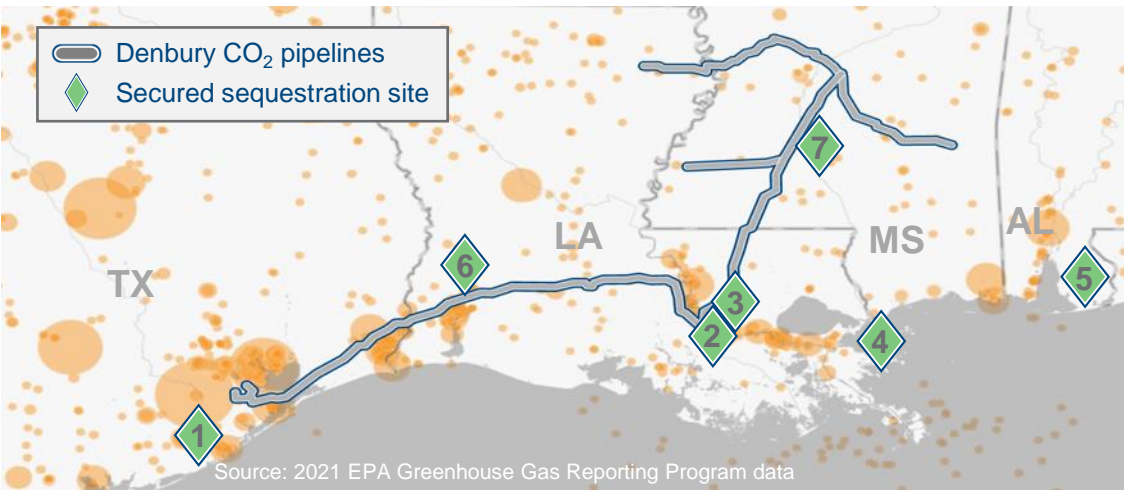 Denbury CO₂ pipelines
Secured sequestration site
7
LA
MS
AL
TX
6
5
3
2
4
1
Source: 2021 EPA Greenhouse Gas Reporting Program data